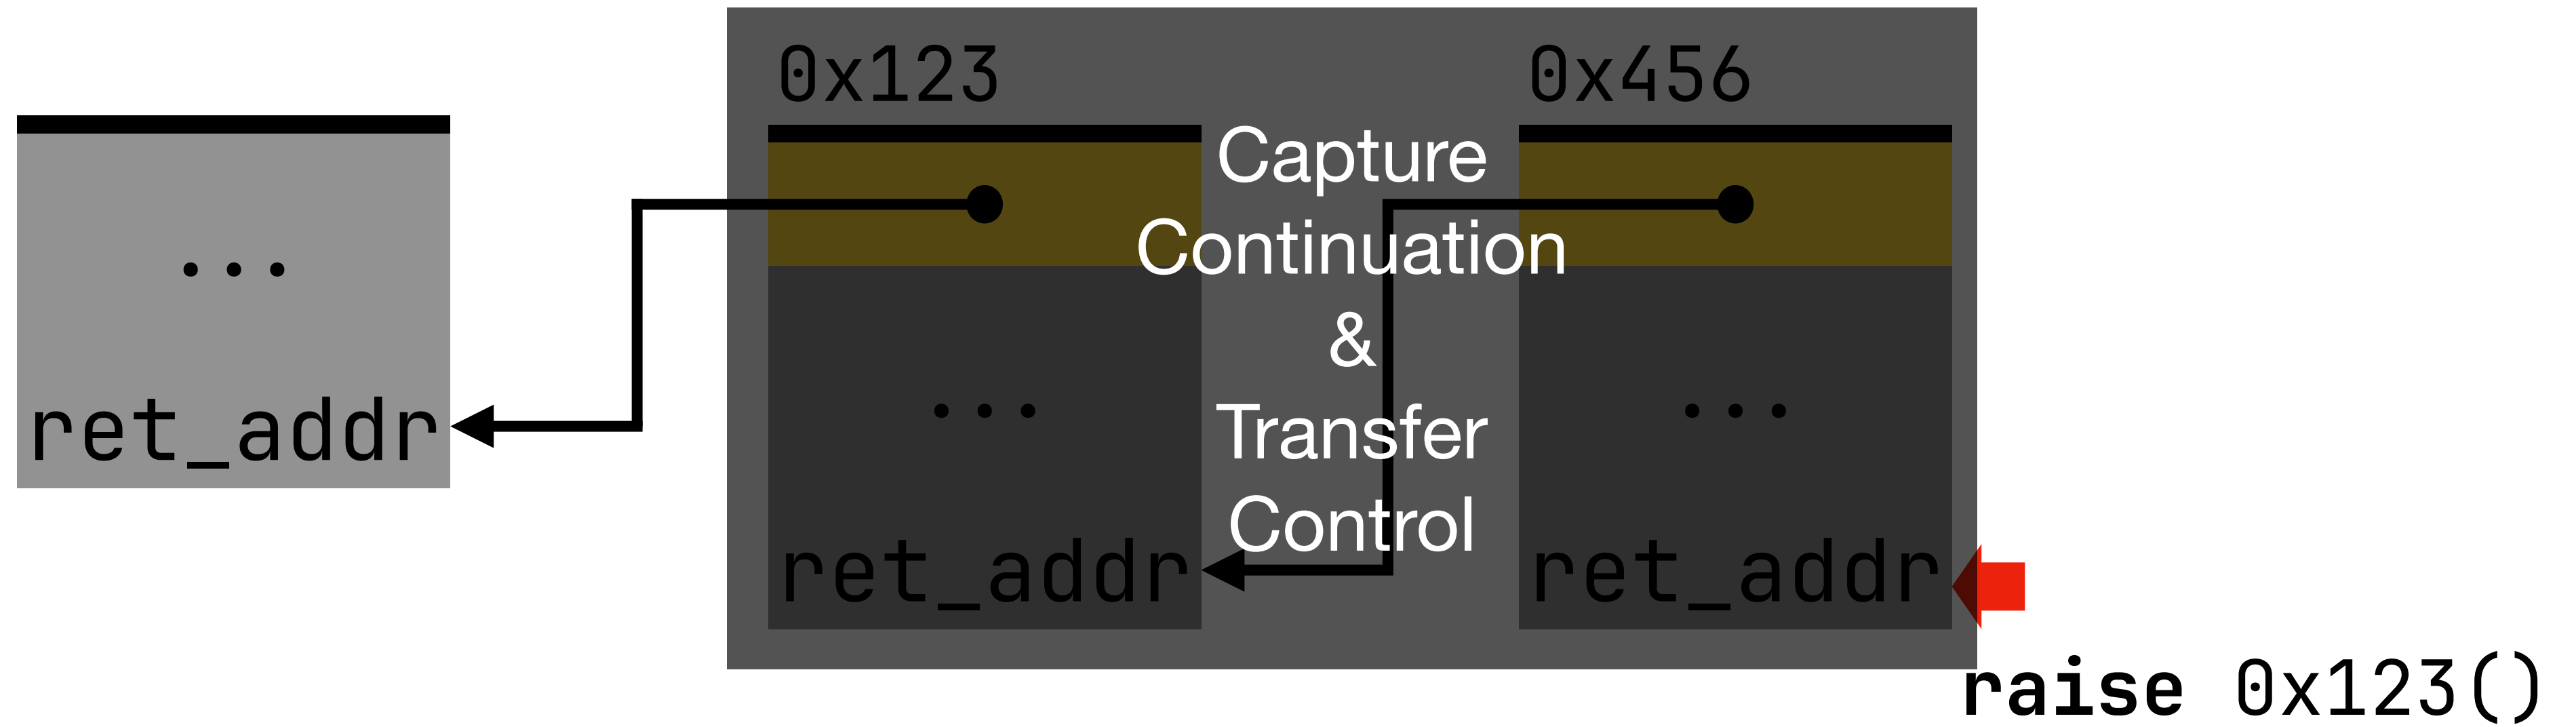 0x123
0x456
Capture
Continuation
&
Transfer
Control
...
ret_addr
...
ret_addr
...
ret_addr
raise 0x123()